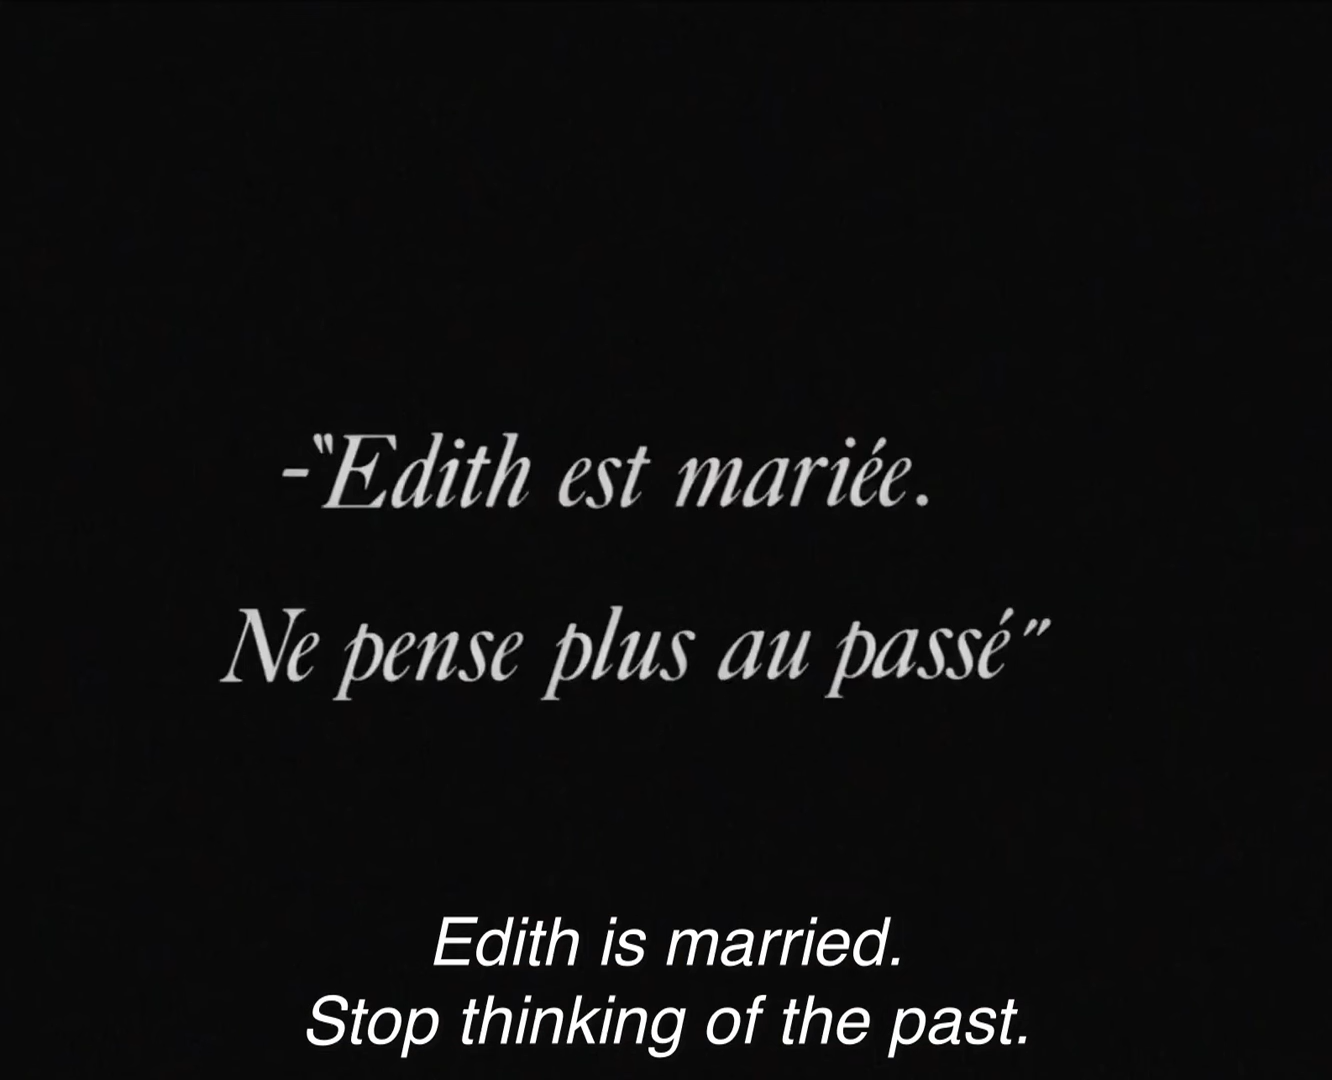 -"Edith est mariée.
Ne pense plus au passé"
Edith is married.
Stop thinking of the past.